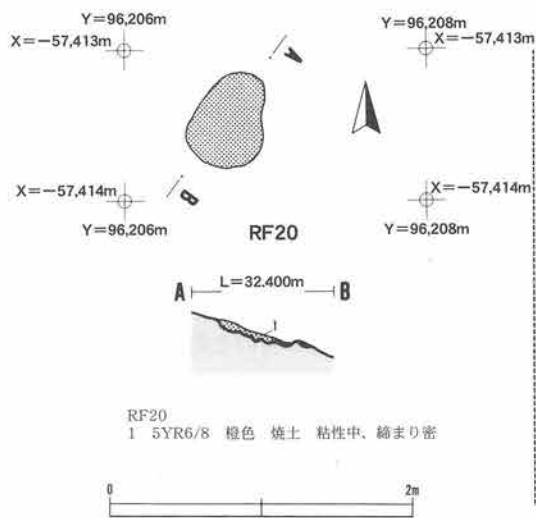 Y=96,206m
X=−57,413m
Y=96,208m
X=−57,413m
A
B
X=−57,414m
Y=96,206m
X=−57,414m
Y=96,208m
RF20
A L=32.400m B
1
RF20
1 5YR6/8 橙色 焼土 粘性中、締まり密
0 2m